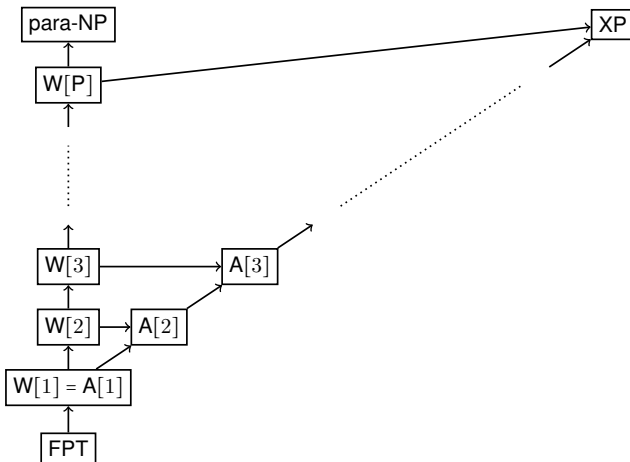 para-NP
XP
W[P]
W[3]
A[3]
W[2]
A[2]
W[1] = A[1]
FPT